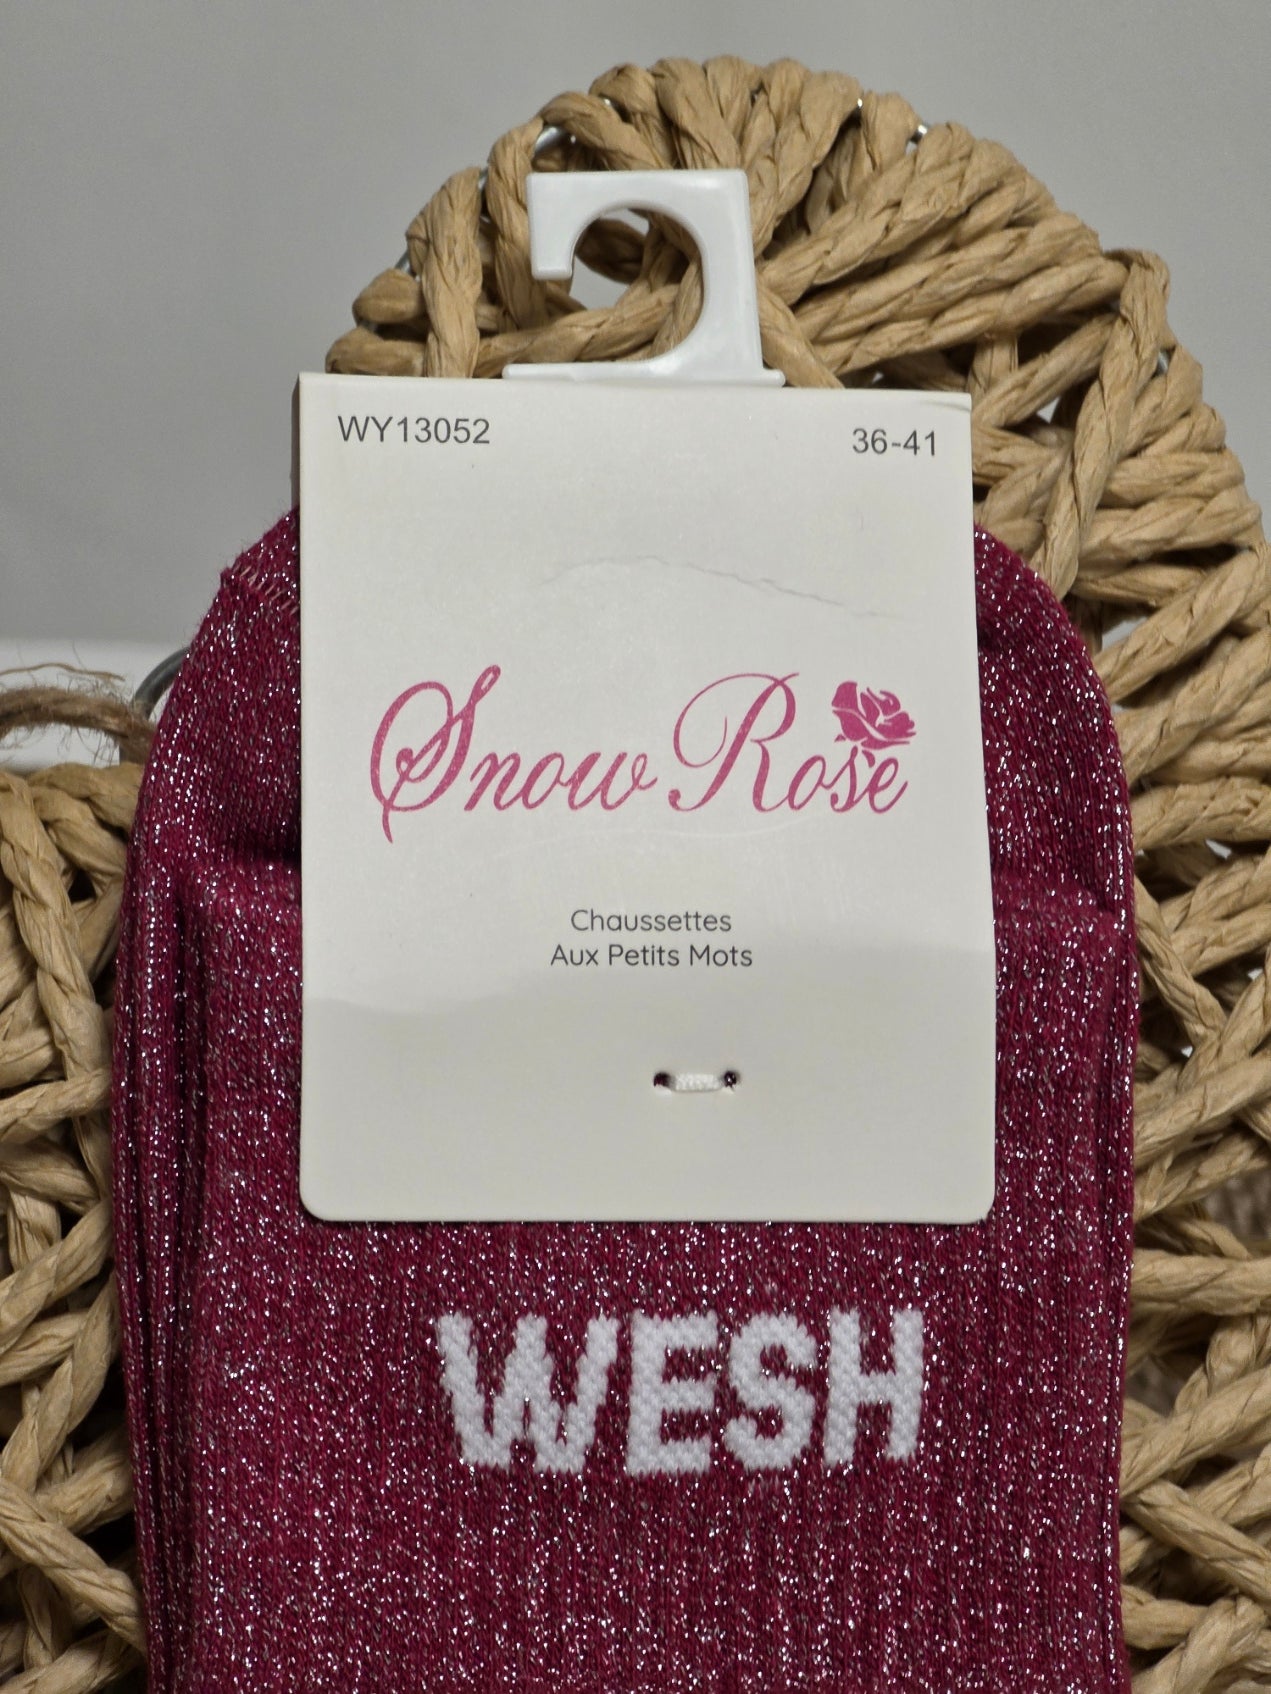 WY13052
36-41
Snow Rose
Chaussettes
Aux Petits Mots
WESH